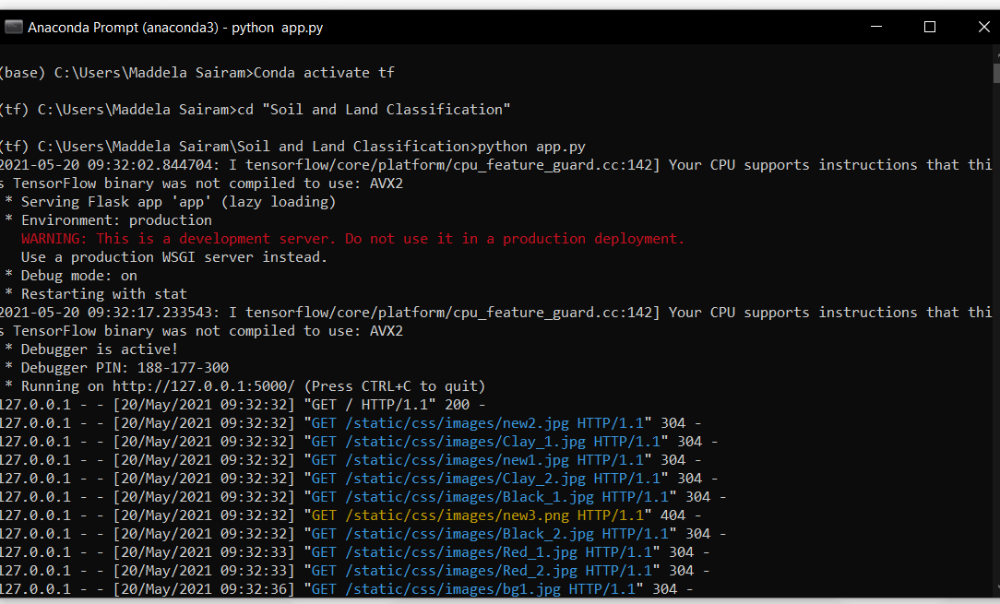 Anaconda Prompt (anaconda3) - python  app.py
(base) C:\Users\Maddela Sairam>Conda activate tf
(tf) C:\Users\Maddela Sairam>cd "Soil and Land Classification"
(tf) C:\Users\Maddela Sairam\Soil and Land Classification>python app.py
2021-05-20 09:32:02.844704: I tensorflow/core/platform/cpu_feature_guard.cc:142] Your CPU supports instructions that thi
s TensorFlow binary was not compiled to use: AVX2
 * Serving Flask app 'app' (lazy loading)
 * Environment: production
   WARNING: This is a development server. Do not use it in a production deployment.
   Use a production WSGI server instead.
 * Debug mode: on
 * Restarting with stat
2021-05-20 09:32:17.233543: I tensorflow/core/platform/cpu_feature_guard.cc:142] Your CPU supports instructions that thi
s TensorFlow binary was not compiled to use: AVX2
 * Debugger is active!
 * Debugger PIN: 188-177-300
 * Running on http://127.0.0.1:5000/ (Press CTRL+C to quit)
127.0.0.1 - - [20/May/2021 09:32:32] "GET / HTTP/1.1" 200 -
127.0.0.1 - - [20/May/2021 09:32:32] "GET /static/css/images/new2.jpg HTTP/1.1" 304 -
127.0.0.1 - - [20/May/2021 09:32:32] "GET /static/css/images/Clay_1.jpg HTTP/1.1" 304 -
127.0.0.1 - - [20/May/2021 09:32:32] "GET /static/css/images/new1.jpg HTTP/1.1" 304 -
127.0.0.1 - - [20/May/2021 09:32:32] "GET /static/css/images/Clay_2.jpg HTTP/1.1" 304 -
127.0.0.1 - - [20/May/2021 09:32:32] "GET /static/css/images/Black_1.jpg HTTP/1.1" 304 -
127.0.0.1 - - [20/May/2021 09:32:32] "GET /static/css/images/new3.png HTTP/1.1" 404 -
127.0.0.1 - - [20/May/2021 09:32:32] "GET /static/css/images/Black_2.jpg HTTP/1.1" 304 -
127.0.0.1 - - [20/May/2021 09:32:33] "GET /static/css/images/Red_1.jpg HTTP/1.1" 304 -
127.0.0.1 - - [20/May/2021 09:32:33] "GET /static/css/images/Red_2.jpg HTTP/1.1" 304 -
127.0.0.1 - - [20/May/2021 09:32:36] "GET /static/css/images/bg1.jpg HTTP/1.1" 304 -